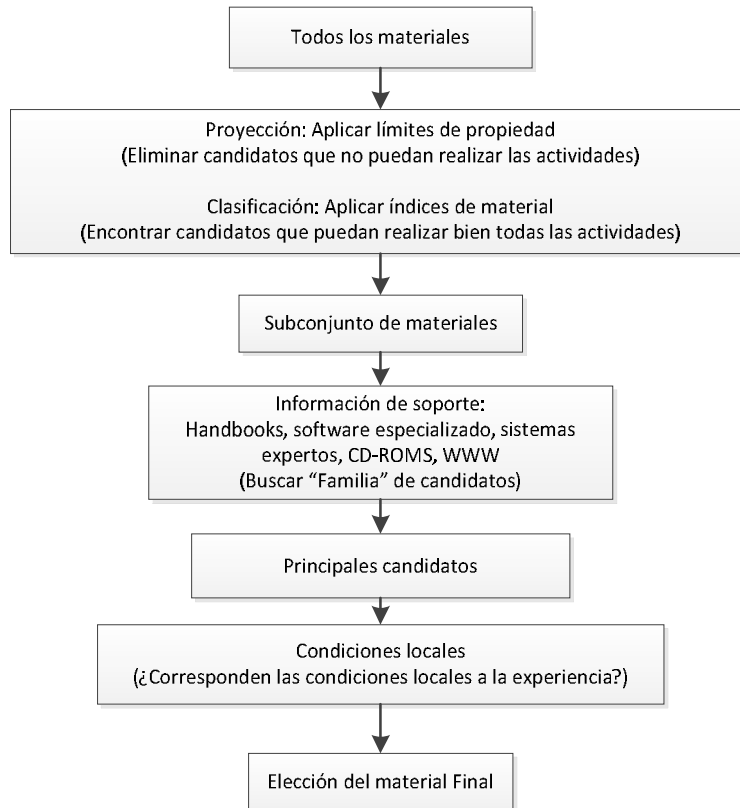 Todos los materiales
Proyección: Aplicar límites de propiedad
(Eliminar candidatos que no puedan realizar las actividades)
Clasificación: Aplicar índices de material
(Encontrar candidatos que puedan realizar bien todas las actividades)
Subconjunto de materiales
Información de soporte:
Handbooks, software especializado, sistemas
expertos, CD-ROMS, WWW
(Buscar “Familia” de candidatos)
Principales candidatos
Condiciones locales
(¿Corresponden las condiciones locales a la experiencia?)
Elección del material Final